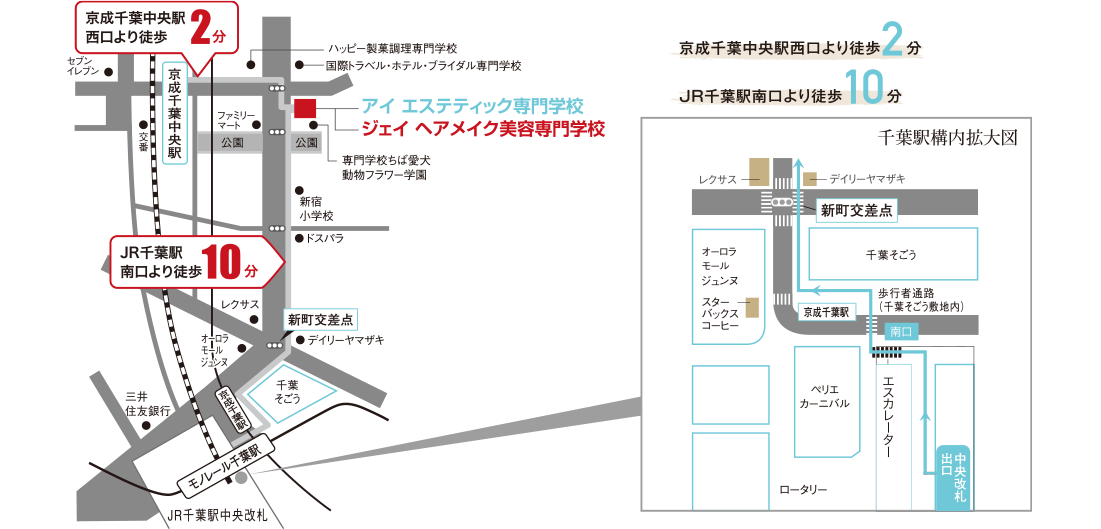 京成千葉中央駅
西口より徒歩 2分
セブン
イレブン
京成千葉中央駅
交番
ハッピー製菓調理専門学校
国際トラベル・ホテル・ブライダル専門学校
アイ エステティック専門学校
ジェイ ヘアメイク美容専門学校
ファミリー
マート
公園
公園
専門学校ちば愛犬
動物フラワー学園
新宿
小学校
ドスパラ
JR千葉駅
南口より徒歩 10分
レクサス
新町交差点
オーロラ
モール
ジュンヌ
デイリーヤマザキ
千葉
そごう
三井
住友銀行
京成千葉駅
モノレール千葉駅
JR千葉駅中央改札
京成千葉中央駅西口より徒歩2分
JR千葉駅南口より徒歩10分
千葉駅構内拡大図
レクサス
デイリーヤマザキ
新町交差点
オーロラ
モール
ジュンヌ
千葉そごう
スター
バックス
コーヒー
京成千葉駅
歩行者通路
(千葉そごう敷地内)
南口
ペリエ
カーニバル
エスカレーター
中央改札
出口
ロータリー